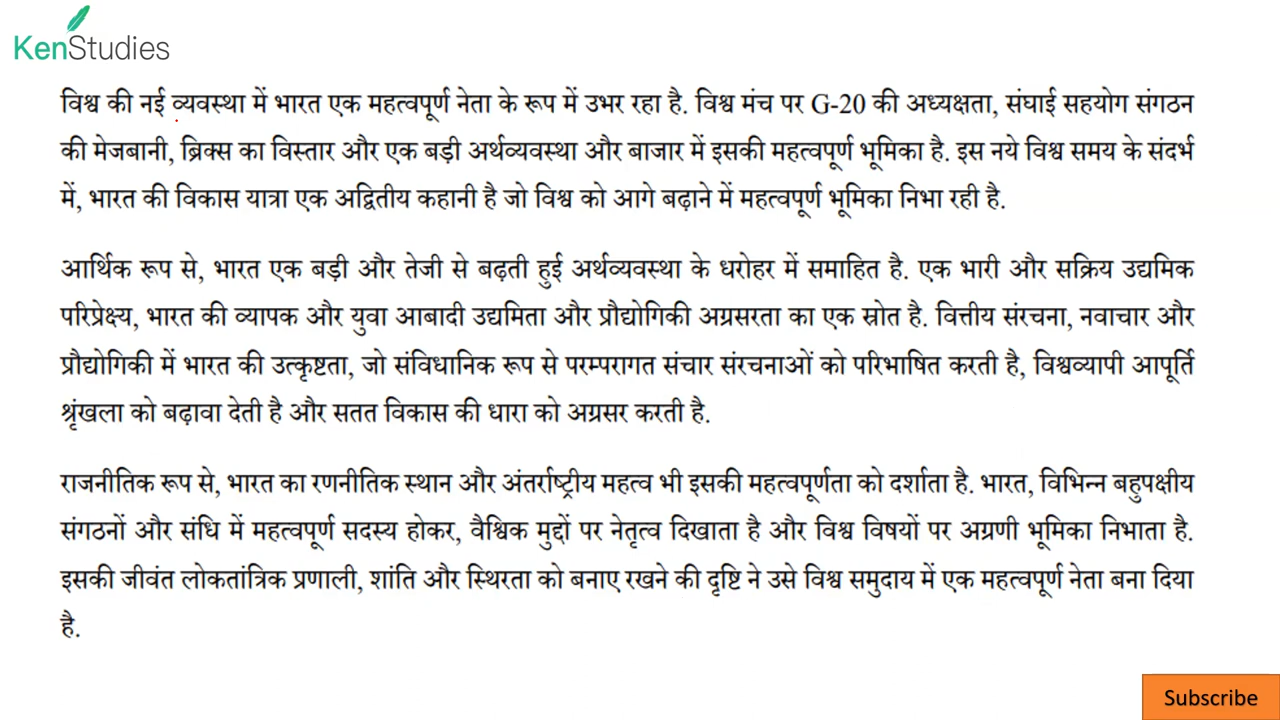 KenStudies
विश्व की नई व्यवस्था में भारत एक महत्वपूर्ण नेता के रूप में उभर रहा है. विश्व मंच पर G-20 की अध्यक्षता, संघाई सहयोग संगठन
की मेजबानी, ब्रिक्स का विस्तार और एक बड़ी अर्थव्यवस्था और बाजार में इसकी महत्वपूर्ण भूमिका है. इस नये विश्व समय के संदर्भ
में, भारत की विकास यात्रा एक अद्वितीय कहानी है जो विश्व को आगे बढ़ाने में महत्वपूर्ण भूमिका निभा रही है.
आर्थिक रूप से, भारत एक बड़ी और तेजी से बढ़ती हुई अर्थव्यवस्था के धरोहर में समाहित है. एक भारी और सक्रिय उद्यमिक
परिप्रेक्ष्य, भारत की व्यापक और युवा आबादी उद्यमिता और प्रौद्योगिकी अग्रसरता का एक स्रोत है. वित्तीय संरचना, नवाचार और
प्रौद्योगिकी में भारत की उत्कृष्टता, जो संविधानिक रूप से परम्परागत संचार संरचनाओं को परिभाषित करती है, विश्वव्यापी आपूर्ति
श्रृंखला को बढ़ावा देती है और सतत विकास की धारा को अग्रसर करती है.
राजनीतिक रूप से, भारत का रणनीतिक स्थान और अंतर्राष्ट्रीय महत्व भी इसकी महत्वपूर्णता को दर्शाता है. भारत, विभिन्न बहुपक्षीय
संगठनों और संधि में महत्वपूर्ण सदस्य होकर, वैश्विक मुद्दों पर नेतृत्व दिखाता है और विश्व विषयों पर अग्रणी भूमिका निभाता है.
इसकी जीवंत लोकतांत्रिक प्रणाली, शांति और स्थिरता को बनाए रखने की दृष्टि ने उसे विश्व समुदाय में एक महत्वपूर्ण नेता बना दिया
है.
Subscribe